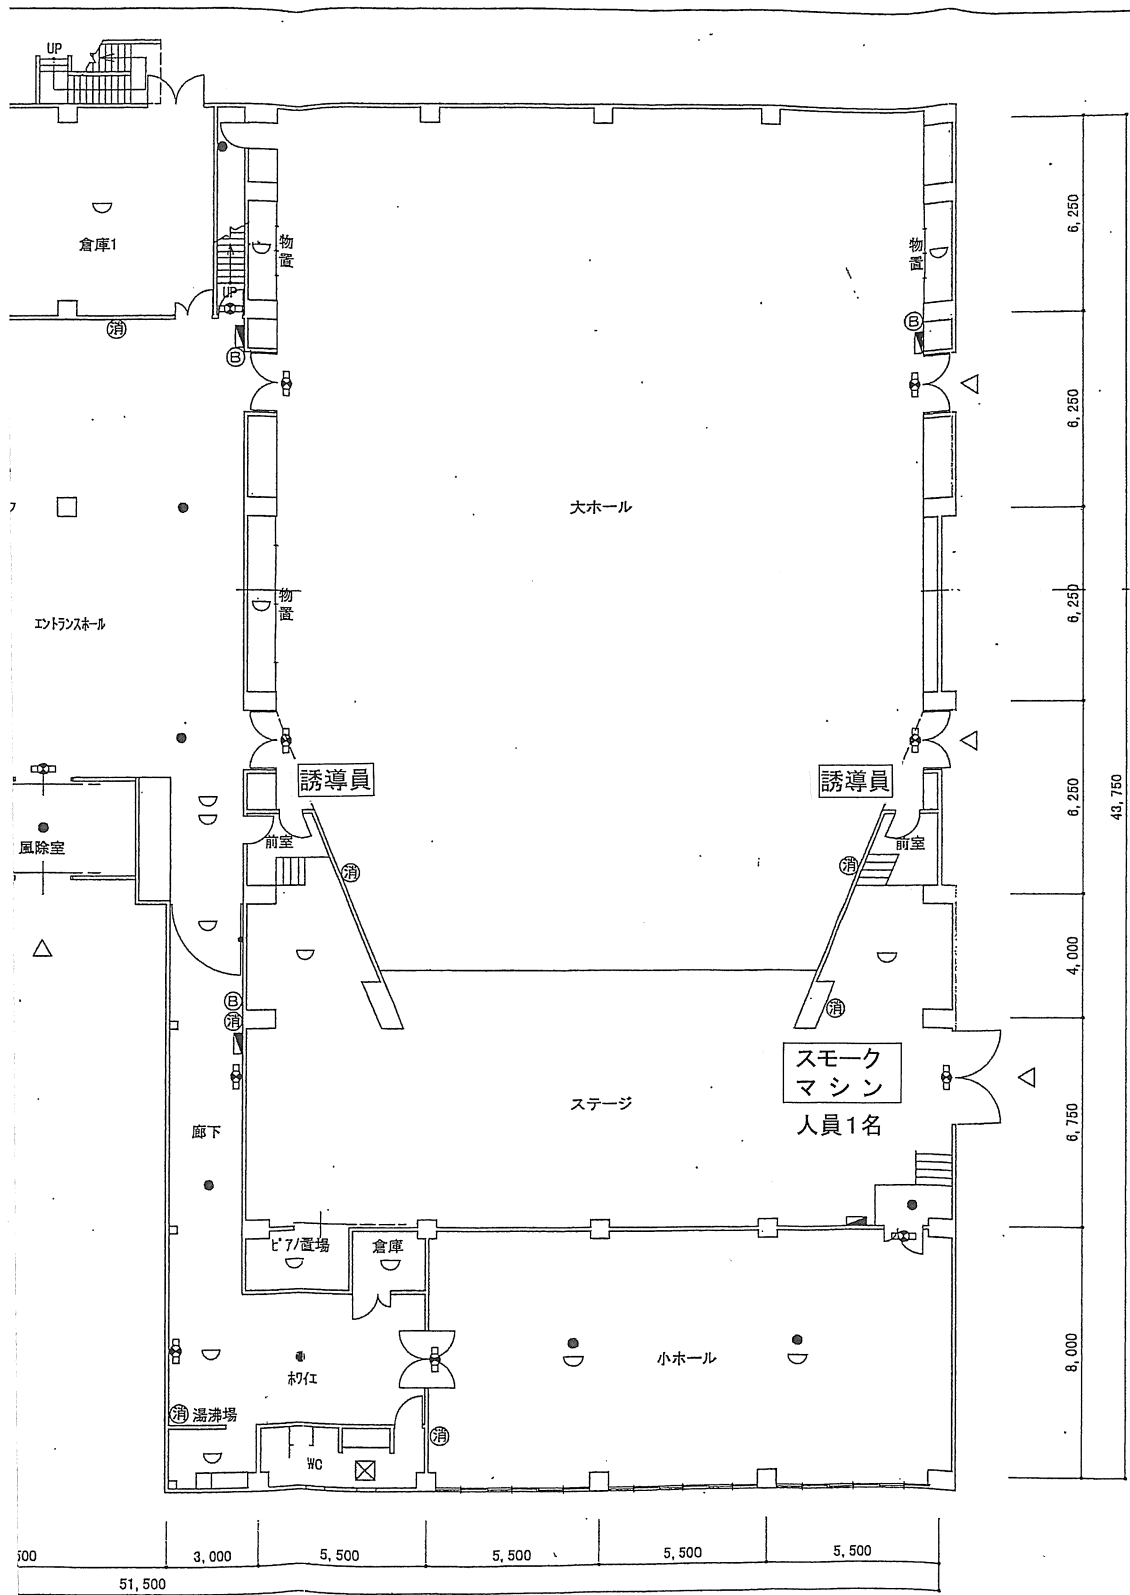 UP
倉庫1
物置
物置
UP
消
B
B
大ホール
物置
エントランスホール
誘導員
誘導員
風除室
前室
前室
消
消
B
消
消
スモーク
マシン
人員1名
ステージ
廊下
ピアノ置場
倉庫
小ホール
ホワイエ
消
湯沸場
消
WC
6,250
6,250
6,250
6,250
43,750
4,000
6,750
8,000
500
3,000
5,500
5,500
5,500
5,500
51,500